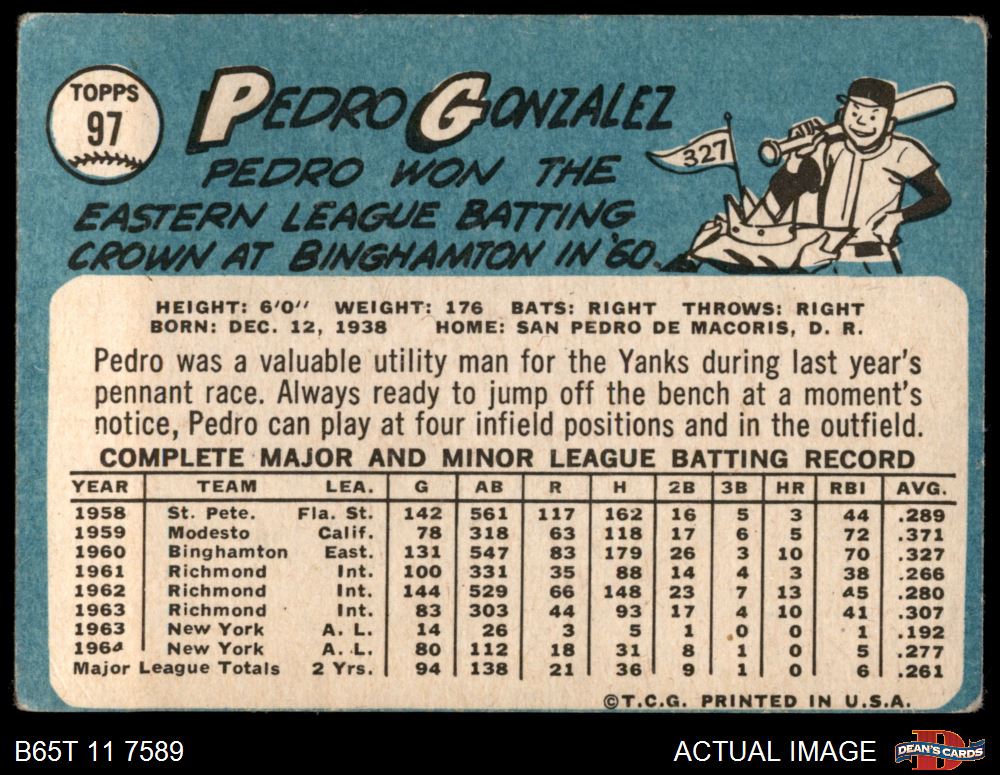 TOPPS
97
PEDRO GONZALEZ
PEDRO WON THE
EASTERN LEAGUE BATTING
CROWN AT BINGHAMTON IN '60.
327
HEIGHT: 6'0" WEIGHT: 176 BATS: RIGHT THROWS: RIGHT
BORN: DEC. 12, 1938 HOME: SAN PEDRO DE MACORIS, D. R.
Pedro was a valuable utility man for the Yanks during last year's
pennant race. Always ready to jump off the bench at a moment's
notice, Pedro can play at four infield positions and in the outfield.
COMPLETE MAJOR AND MINOR LEAGUE BATTING RECORD
YEAR TEAM LEA. G AB R H 2B 3B HR RBI AVG.
1958 St. Pete. Fla. St. 142 561 117 162 16 5 3 44 .289
1959 Modesto Calif. 78 318 63 118 17 6 5 72 .371
1960 Binghamton East. 131 547 83 179 26 3 10 70 .327
1961 Richmond Int. 100 331 35 88 14 4 3 38 .266
1962 Richmond Int. 144 529 66 148 23 7 13 45 .280
1963 Richmond Int. 83 303 44 93 17 4 10 41 .307
1963 New York A. L. 14 26 3 5 1 0 0 1 .192
1964 New York A. L. 80 112 18 31 8 1 0 5 .277
Major League Totals 2 Yrs. 94 138 21 36 9 1 0 6 .261
©T.C.G. PRINTED IN U.S.A.
B65T 11 7589 ACTUAL IMAGE
DEAN'S CARDS